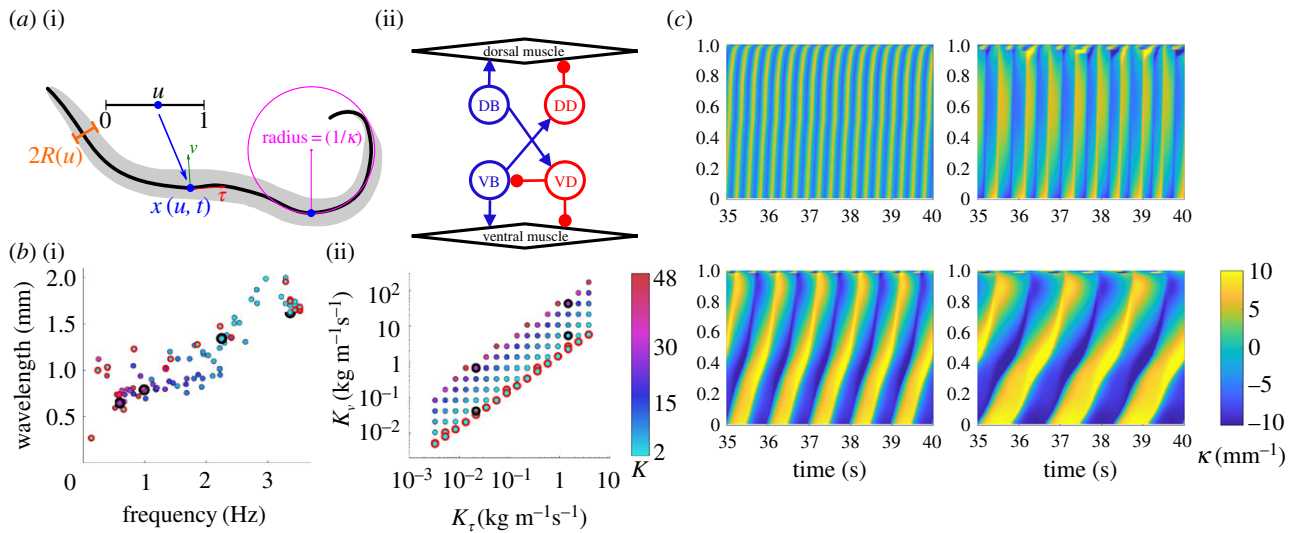 (a) (i)
u
0 1
2R(u)
ν
τ
x (u, t)
radius = (1/κ)
(ii)
dorsal muscle
DB DD
VB VD
ventral muscle
(b) (i)
wavelength (mm)
2.0
1.5
1.0
0.5
0 1 2 3
frequency (Hz)
(ii)
K_ν (kg m⁻¹s⁻¹)
10²
10
1
10⁻¹
10⁻²
10⁻³ 10⁻² 10⁻¹ 1 10
K_τ (kg m⁻¹s⁻¹)
48
30
15
2
K
(c)
1.0
0.8
0.6
0.4
0.2
0
35 36 37 38 39 40
1.0
0.8
0.6
0.4
0.2
0
35 36 37 38 39 40
1.0
0.8
0.6
0.4
0.2
0
35 36 37 38 39 40
time (s)
1.0
0.8
0.6
0.4
0.2
0
35 36 37 38 39 40
time (s)
10
5
0
−5
−10
κ (mm⁻¹)